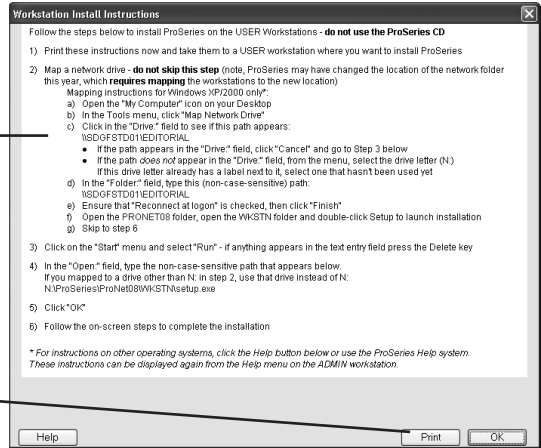 Workstation Install Instructions
Follow the steps below to install ProSeries on the USER Workstations - do not use the ProSeries CD
1) Print these instructions now and take them to a USER workstation where you want to install ProSeries
2) Map a network drive - do not skip this step (note, ProSeries may have changed the location of the network folder
this year, which requires mapping the workstations to the new location)
Mapping instructions for Windows XP/2000 only*:
a) Open the "My Computer" icon on your Desktop
b) In the Tools menu, click "Map Network Drive"
c) Click in the "Drive:" field to see if this path appears:
\\SDGFSTD01\EDITORIAL
• If the path appears in the "Drive:" field, click "Cancel" and go to Step 3 below
• If the path does not appear in the "Drive:" field, from the menu, select the drive letter (N:)
If this drive letter already has a label next to it, select one that hasn't been used yet
d) In the "Folder:" field, type this (non-case-sensitive) path:
\\SDGFSTD01\EDITORIAL
e) Ensure that "Reconnect at logon" is checked, then click "Finish"
f) Open the PRONET08 folder, open the WKSTN folder and double-click Setup to launch installation
g) Skip to step 6
3) Click on the "Start" menu and select "Run" - if anything appears in the text entry field press the Delete key
4) In the "Open:" field, type the non-case-sensitive path that appears below.
If you mapped to a drive other than N: in step 2, use that drive instead of N:
N:\ProSeries\ProNet08\WKSTN\setup.exe
5) Click "OK"
6) Follow the on-screen steps to complete the installation
* For instructions on other operating systems, click the Help button below or use the ProSeries Help system.
These instructions can be displayed again from the Help menu on the ADMIN workstation.
Help
Print
OK